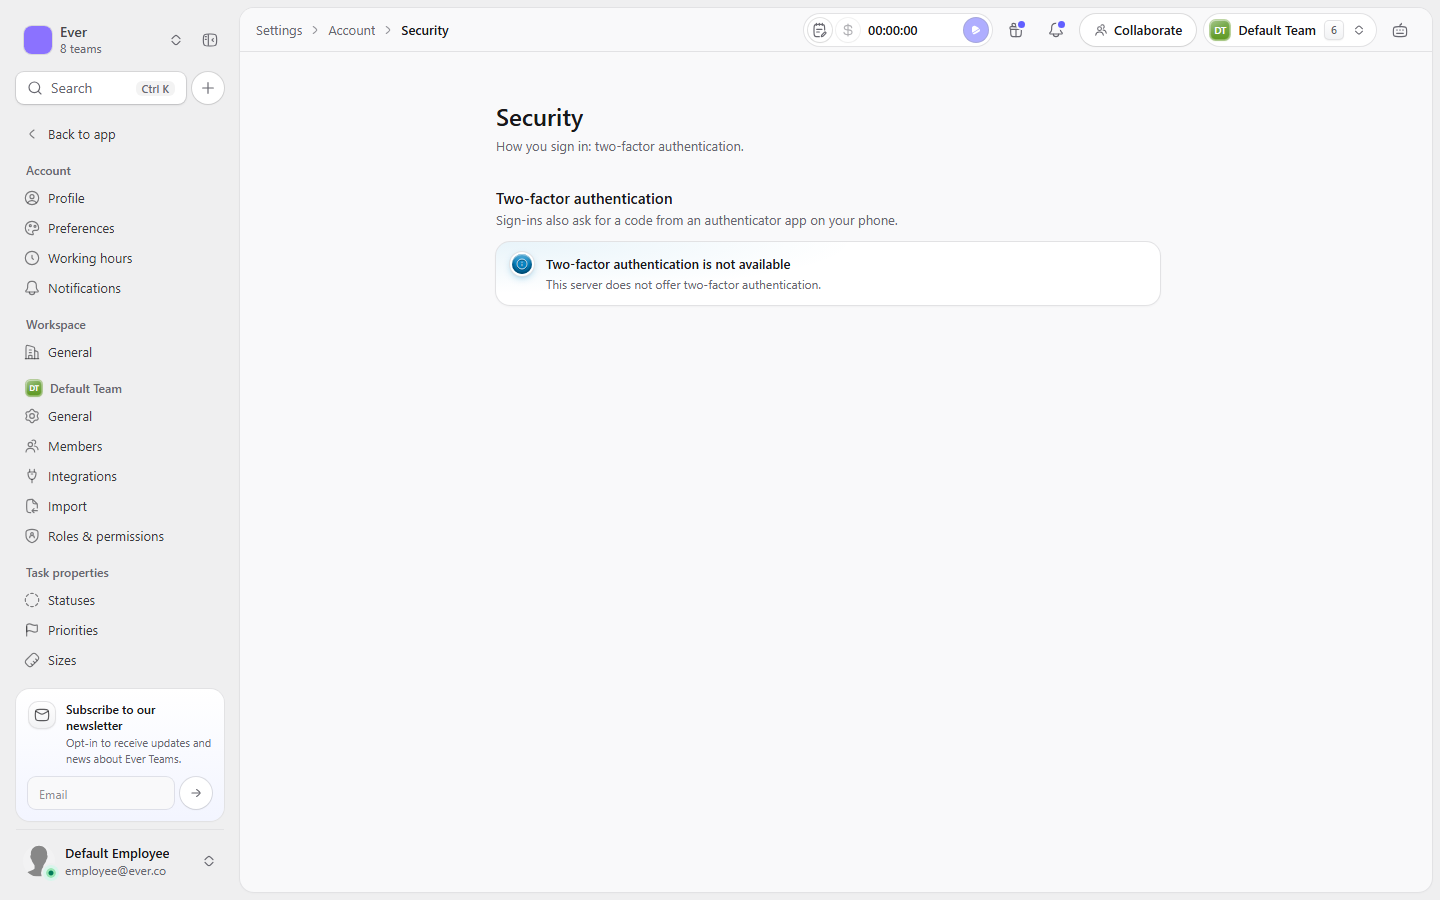 Ever
8 teams
Search
Ctrl K
Back to app
Account
Profile
Preferences
Working hours
Notifications
Workspace
General
DT
Default Team
General
Members
Integrations
Import
Roles & permissions
Task properties
Statuses
Priorities
Sizes
Subscribe to our
newsletter
Opt-in to receive updates and
news about Ever Teams.
Email
Default Employee
employee@ever.co
Settings
Account
Security
$
00:00:00
Collaborate
DT
Default Team
6
Security
How you sign in: two-factor authentication.
Two-factor authentication
Sign-ins also ask for a code from an authenticator app on your phone.
Two-factor authentication is not available
This server does not offer two-factor authentication.